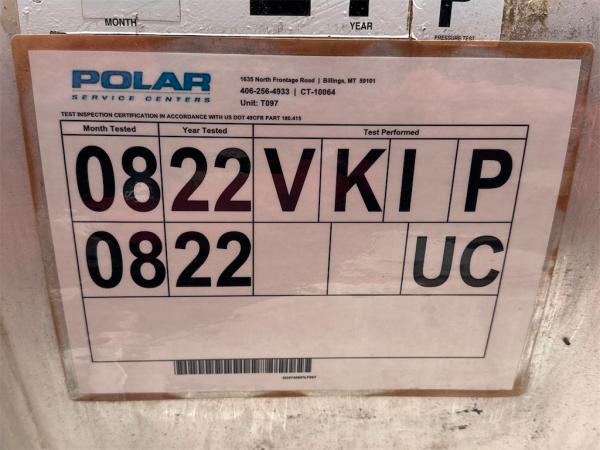 MONTH
YEAR
P
PRESSURE TEST
POLAR
SERVICE CENTERS
1635 North Frontage Road | Billings, MT 59101
406-256-4933 | CT-10064
Unit: T097
TEST INSPECTION CERTIFICATION IN ACCORDANCE WITH US DOT 49CFR PART 180.415
Month Tested Year Tested Test Performed
08 22 V K I P
08 22 UC